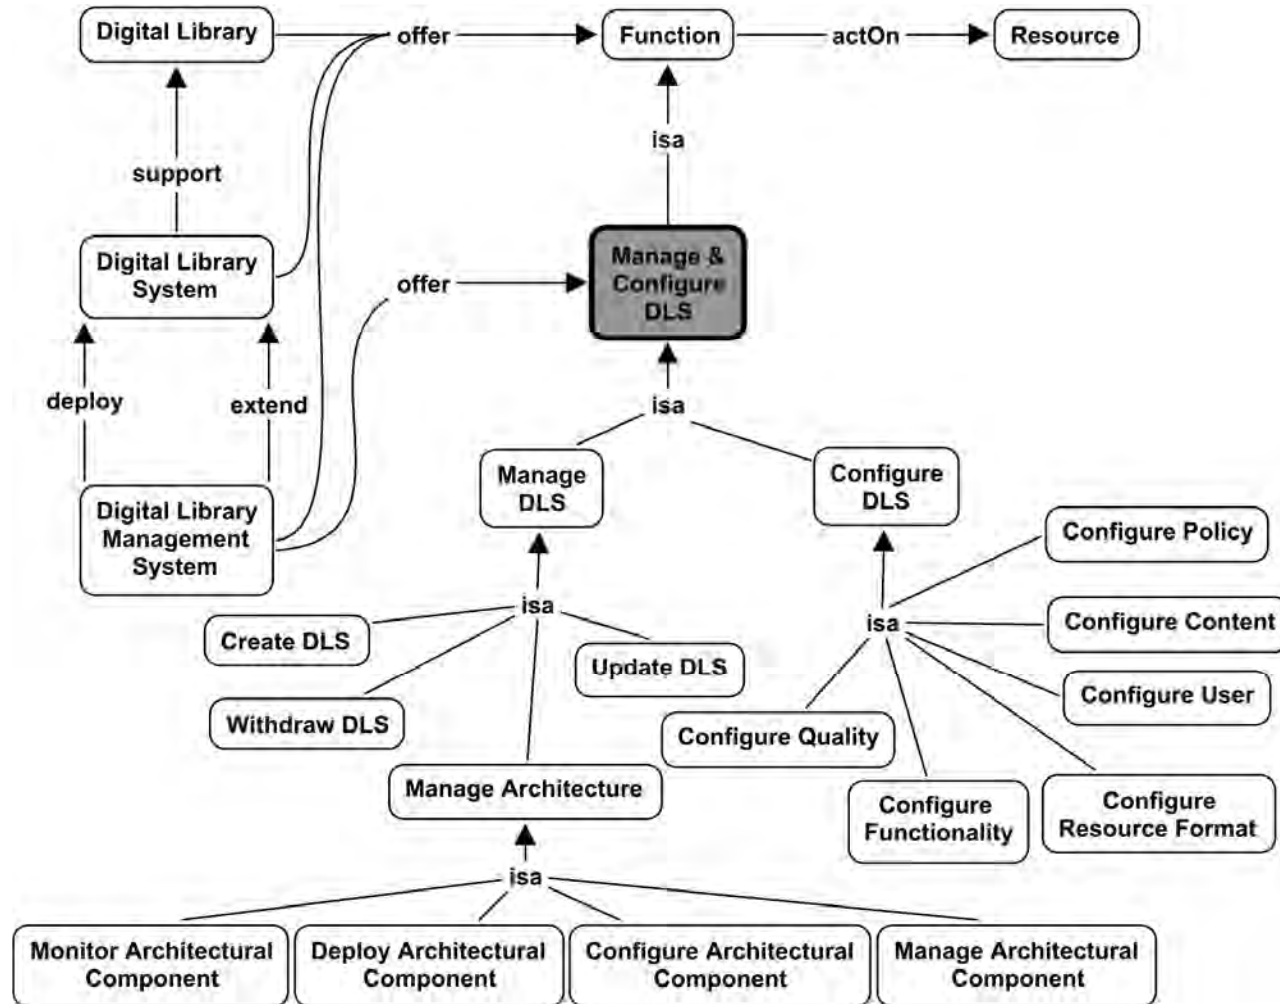 Digital Library
offer
Function
actOn
Resource
isa
support
Manage &
Configure
DLS
Digital Library
System
offer
deploy
extend
isa
Manage
DLS
Configure
DLS
Digital Library
Management
System
Configure Policy
isa
Create DLS
Update DLS
Withdraw DLS
isa
Configure Content
Configure User
Configure Quality
Manage Architecture
Configure
Functionality
Configure
Resource Format
isa
Monitor Architectural
Component
Deploy Architectural
Component
Configure Architectural
Component
Manage Architectural
Component